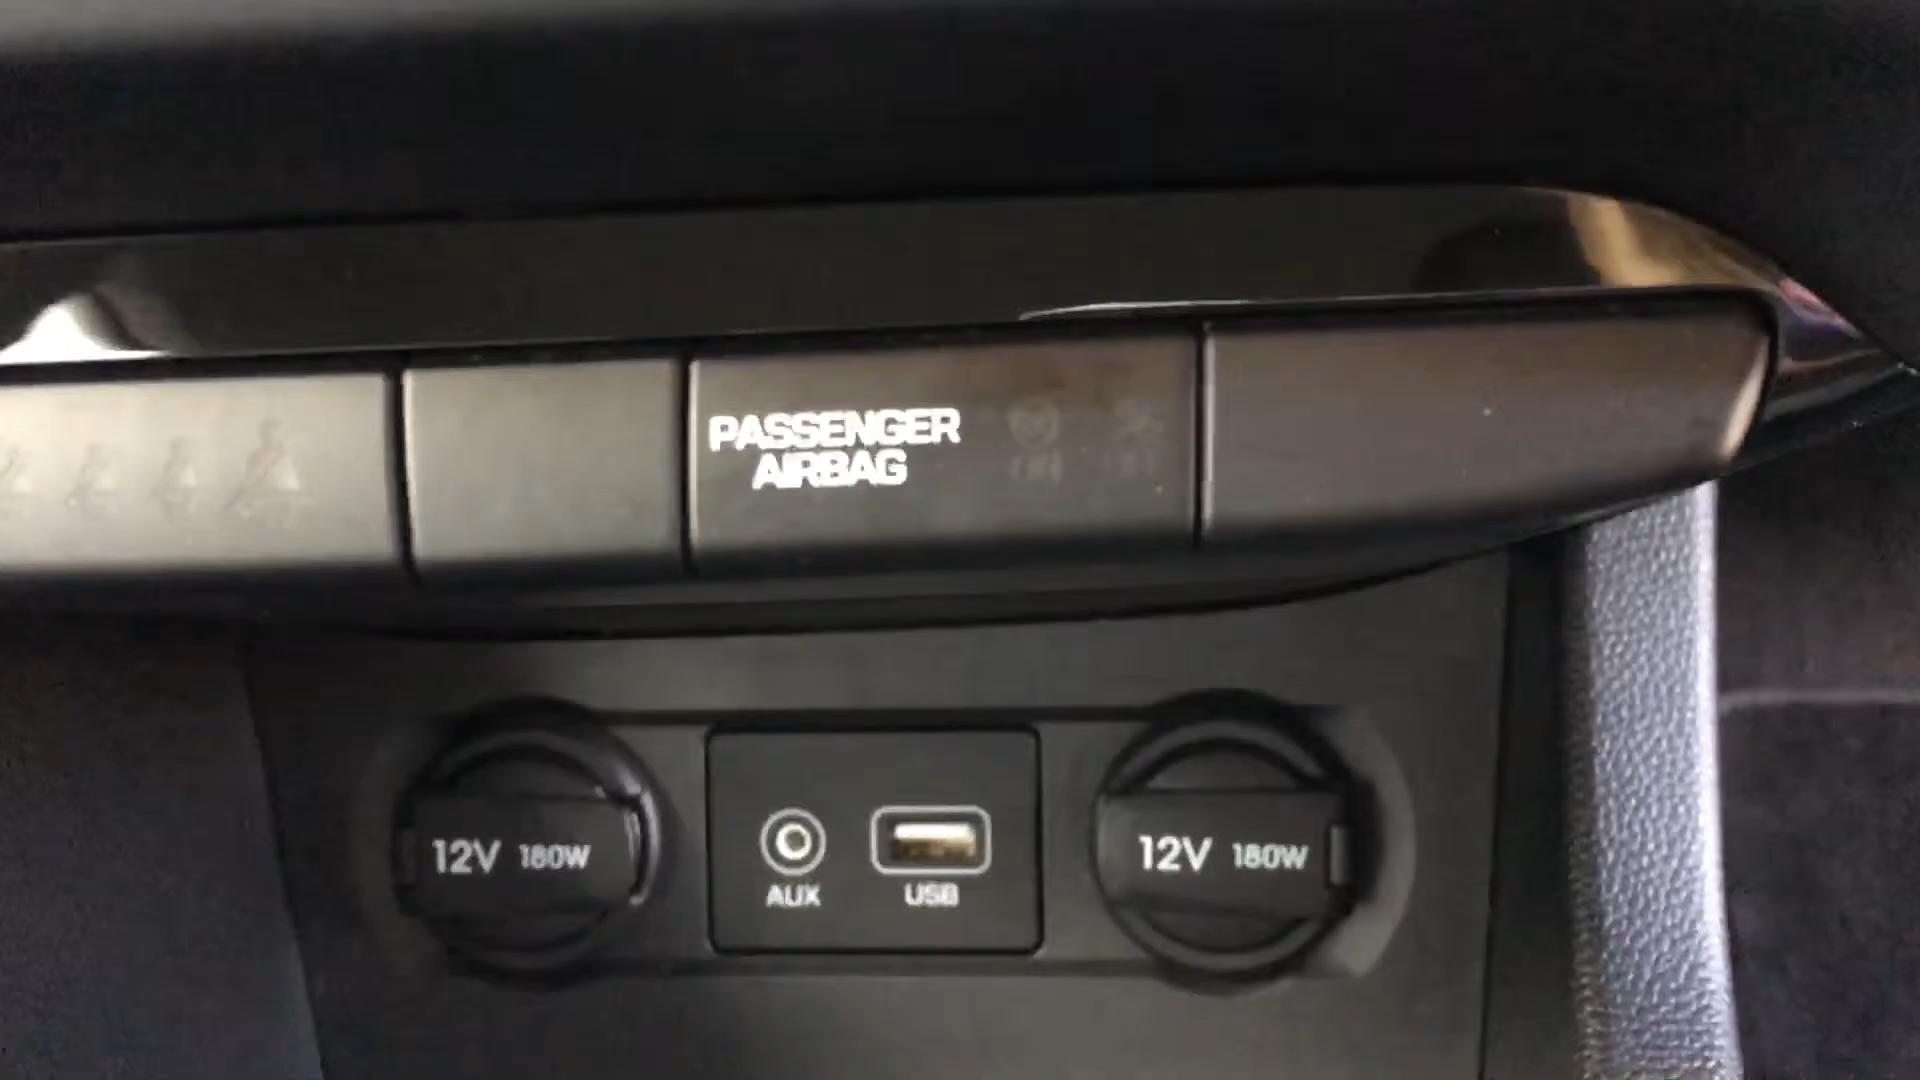 PASSENGER
AIRBAG
12V 180W
AUX
USB
12V 180W